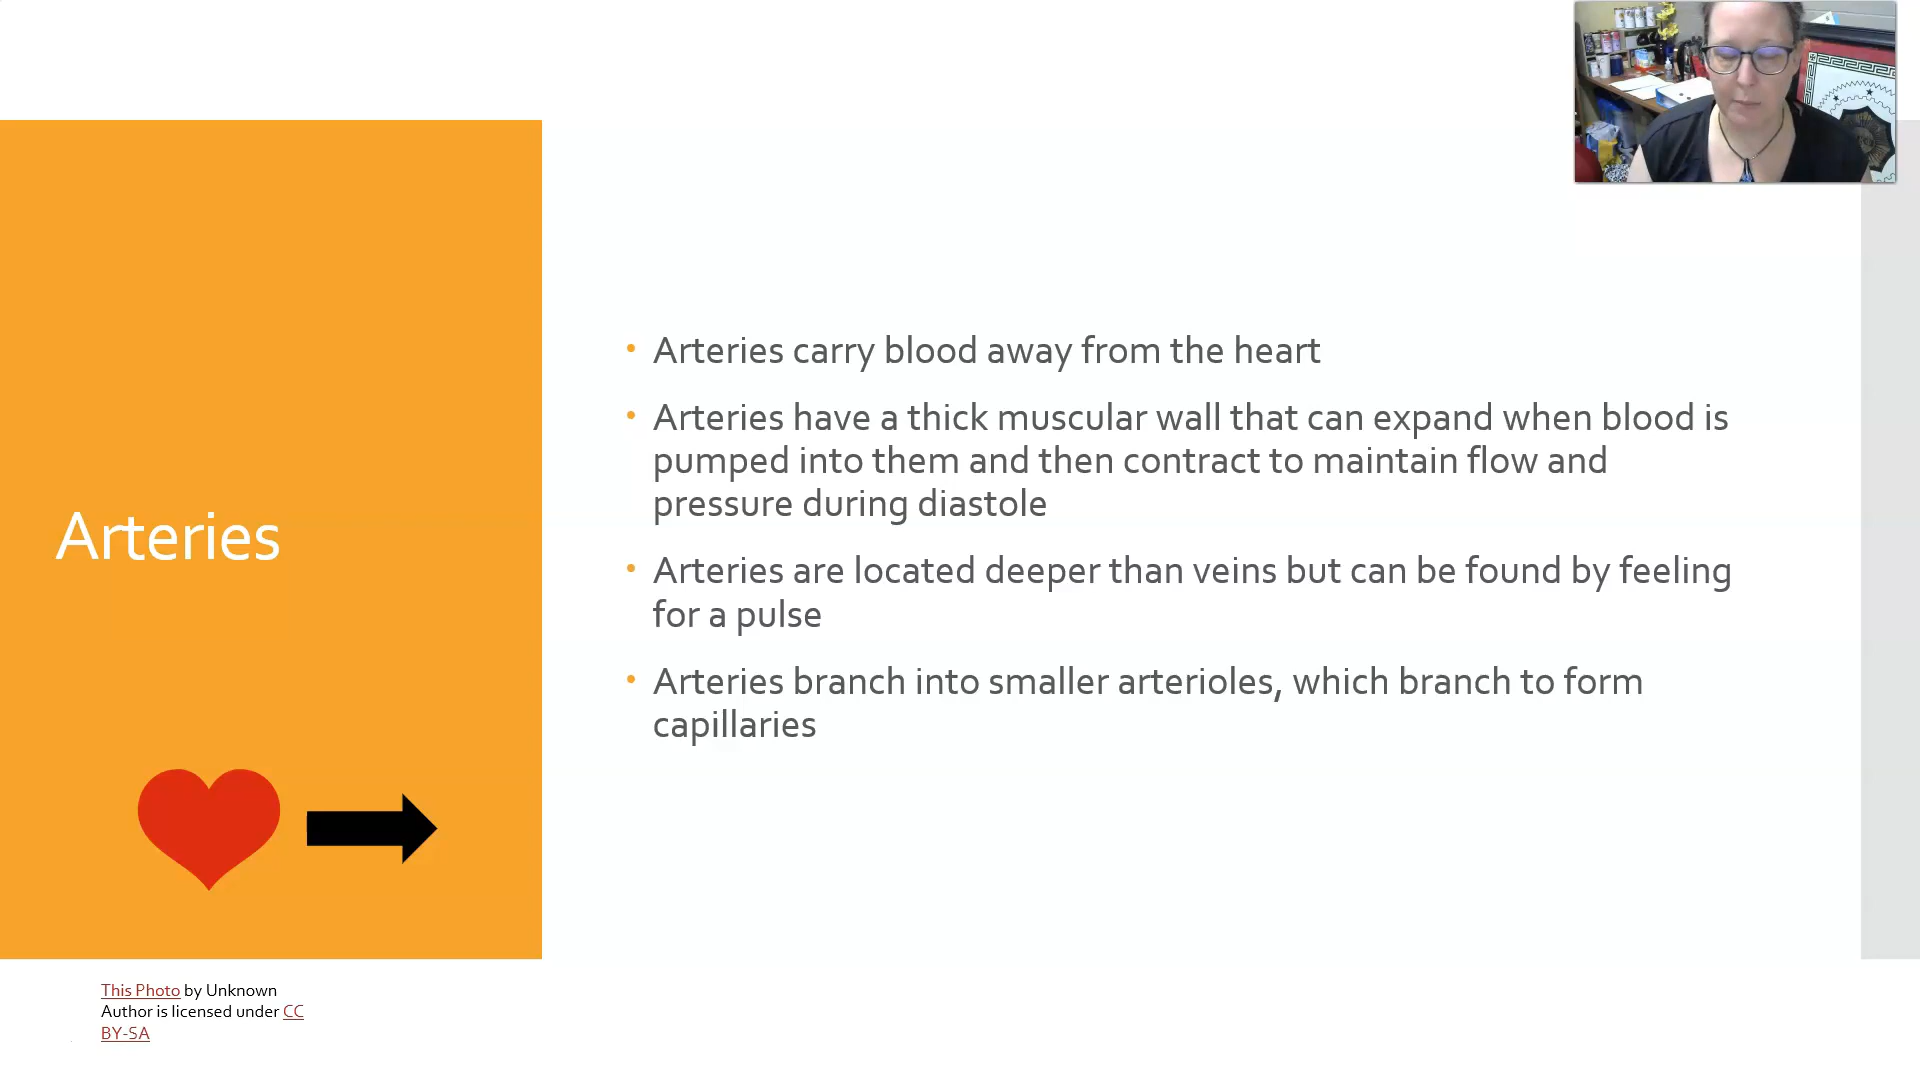 Arteries
• Arteries carry blood away from the heart
• Arteries have a thick muscular wall that can expand when blood is
pumped into them and then contract to maintain flow and
pressure during diastole
• Arteries are located deeper than veins but can be found by feeling
for a pulse
• Arteries branch into smaller arterioles, which branch to form
capillaries
This Photo by Unknown
Author is licensed under CC
BY-SA